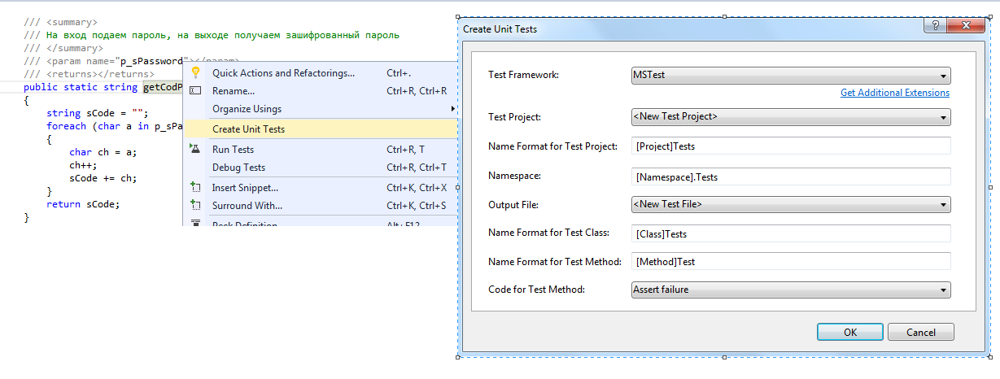 /// <summary>
/// На вход подаем пароль, на выходе получаем зашифрованный пароль
/// </summary>
/// <param name="p_sPassword"></param>
/// <returns></returns>
public static string getCodP
{
string sCode = "";
foreach (char a in p_sPa
{
char ch = a;
ch++;
sCode += ch;
}
return sCode;
}
Quick Actions and Refactorings... Ctrl+.
Rename... Ctrl+R, Ctrl+R
Organize Usings
Create Unit Tests
Run Tests Ctrl+R, T
Debug Tests Ctrl+R, Ctrl+T
Insert Snippet... Ctrl+K, Ctrl+X
Surround With... Ctrl+K, Ctrl+S
Peek Definition Alt+F12
Create Unit Tests
Test Framework: MSTest
Get Additional Extensions
Test Project: <New Test Project>
Name Format for Test Project: [Project]Tests
Namespace: [Namespace].Tests
Output File: <New Test File>
Name Format for Test Class: [Class]Tests
Name Format for Test Method: [Method]Test
Code for Test Method: Assert failure
OK Cancel